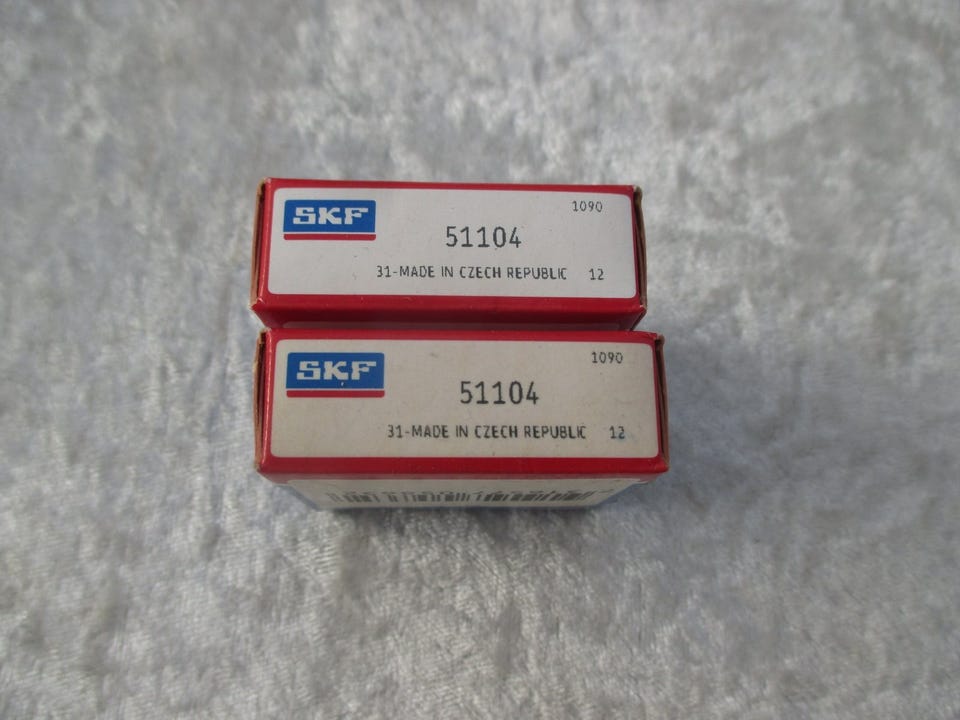 SKF
1090
51104
31-MADE IN CZECH REPUBLIC 12
SKF
1090
51104
31-MADE IN CZECH REPUBLIC 12